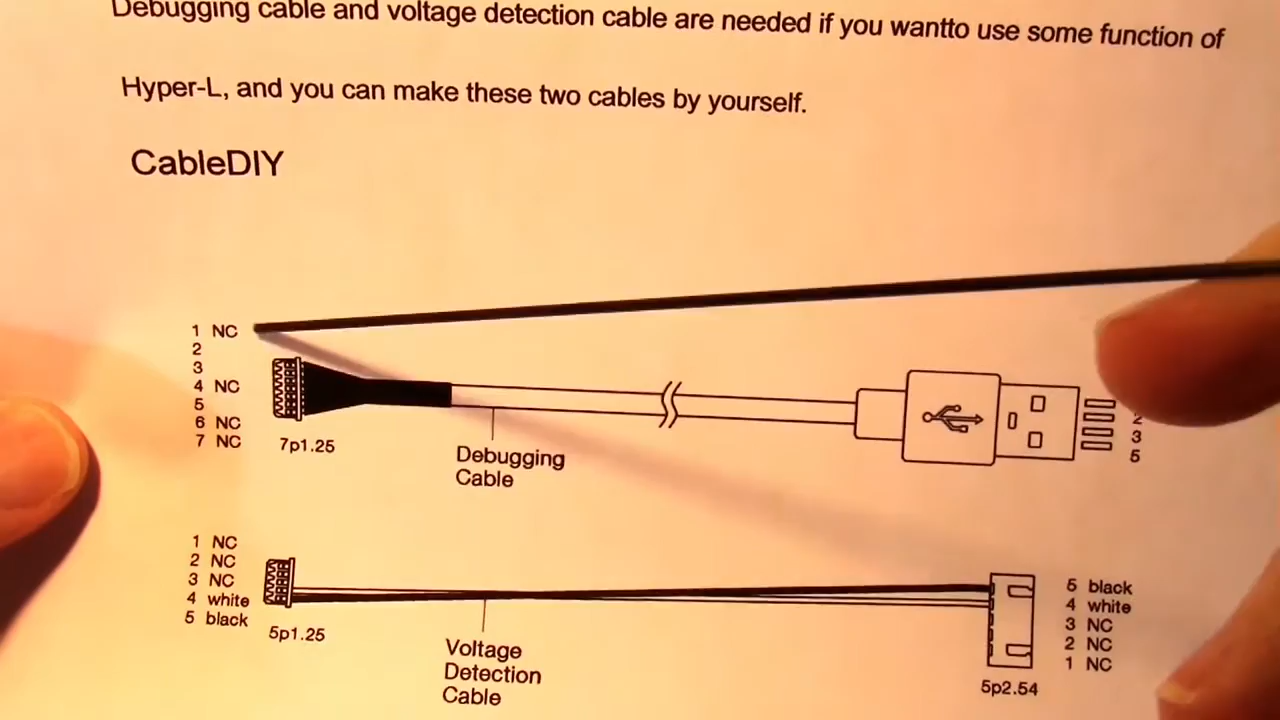 Debugging cable and voltage detection cable are needed if you wantto use some function of
Hyper-L, and you can make these two cables by yourself.
CableDIY
1 NC
2
3
4 NC
5
6 NC
7 NC
7p1.25
Debugging
Cable
2
3
5
1 NC
2 NC
3 NC
4 white
5 black
5p1.25
Voltage
Detection
Cable
5 black
4 white
3 NC
2 NC
1 NC
5p2.54